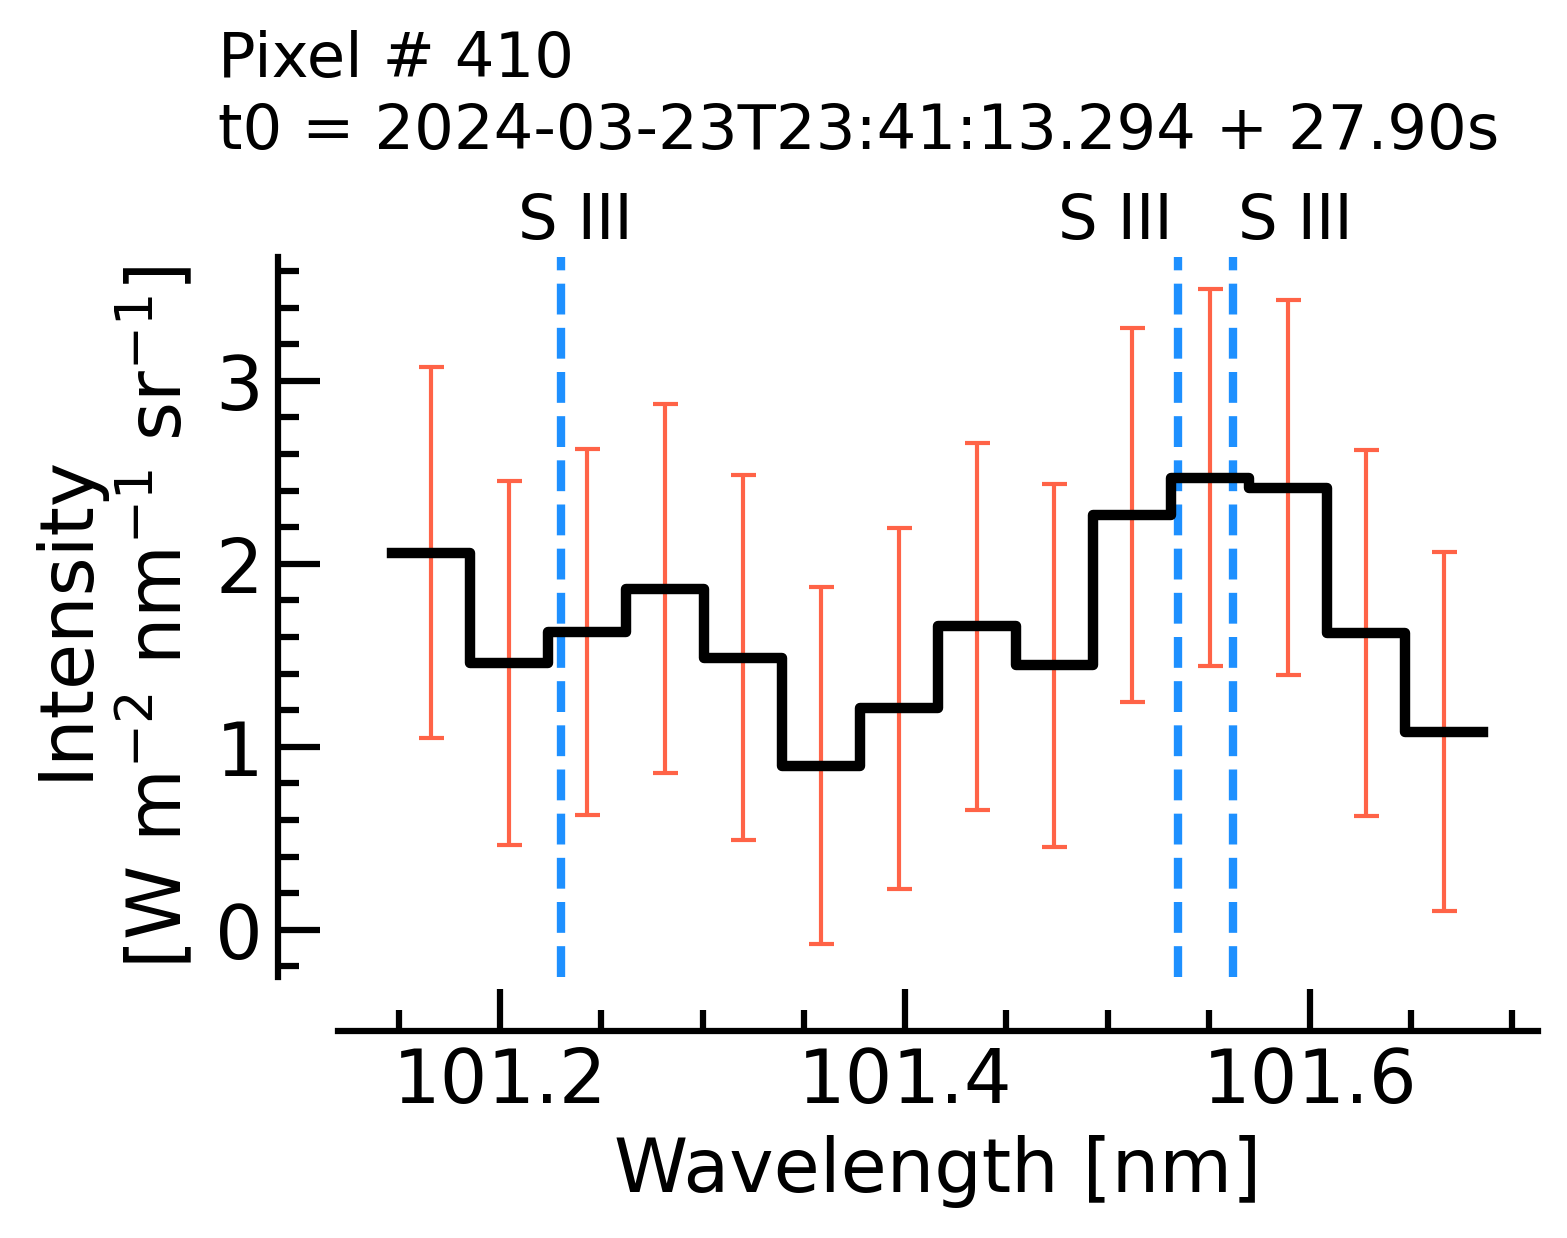 Pixel # 410
t0 = 2024-03-23T23:41:13.294 + 27.90s
S III S III S III
Intensity
[W m⁻² nm⁻¹ sr⁻¹]
3
2
1
0
101.2 101.4 101.6
Wavelength [nm]